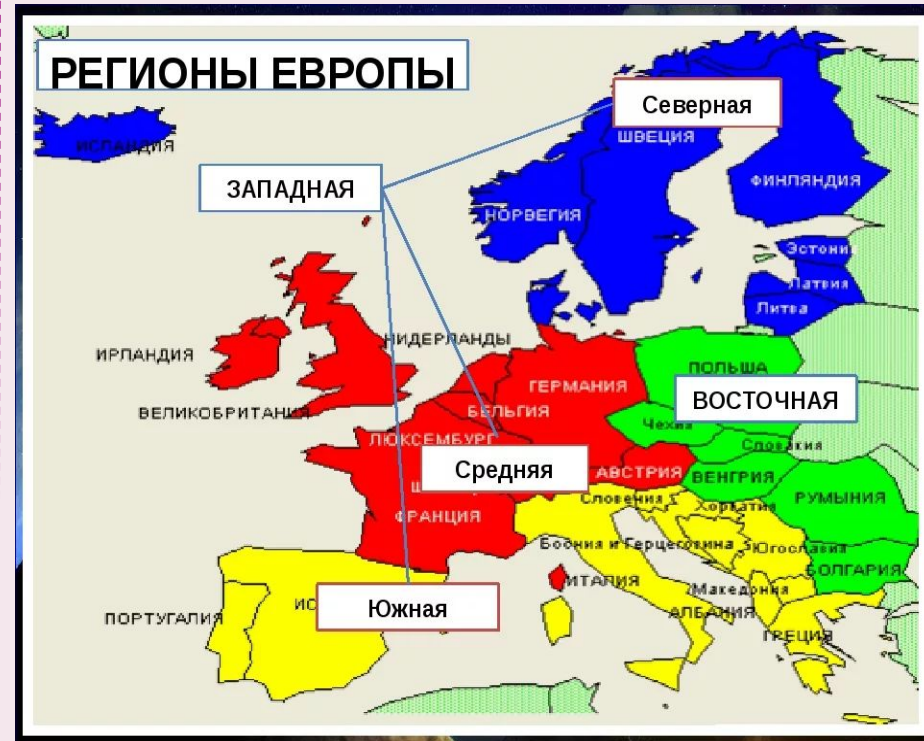 РЕГИОНЫ ЕВРОПЫ
Северная
ИСЛАНДИЯ
ШВЕЦИЯ
ЗАПАДНАЯ
ФИНЛЯНДИЯ
НОРВЕГИЯ
Эстония
Латвия
Литва
НИДЕРЛАНДЫ
ИРЛАНДИЯ
ПОЛЬША
ГЕРМАНИЯ
ВОСТОЧНАЯ
ВЕЛИКОБРИТАНИЯ
БЕЛЬГИЯ
Чехия
ЛЮКСЕМБУРГ
Словакия
Средняя
АВСТРИЯ
ВЕНГРИЯ
Словения
РУМЫНИЯ
Хорватия
ФРАНЦИЯ
Босния и Герцеговина
Югославия
БОЛГАРИЯ
ИТАЛИЯ
Македония
Южная
АЛБАНИЯ
ПОРТУГАЛИЯ
ГРЕЦИЯ